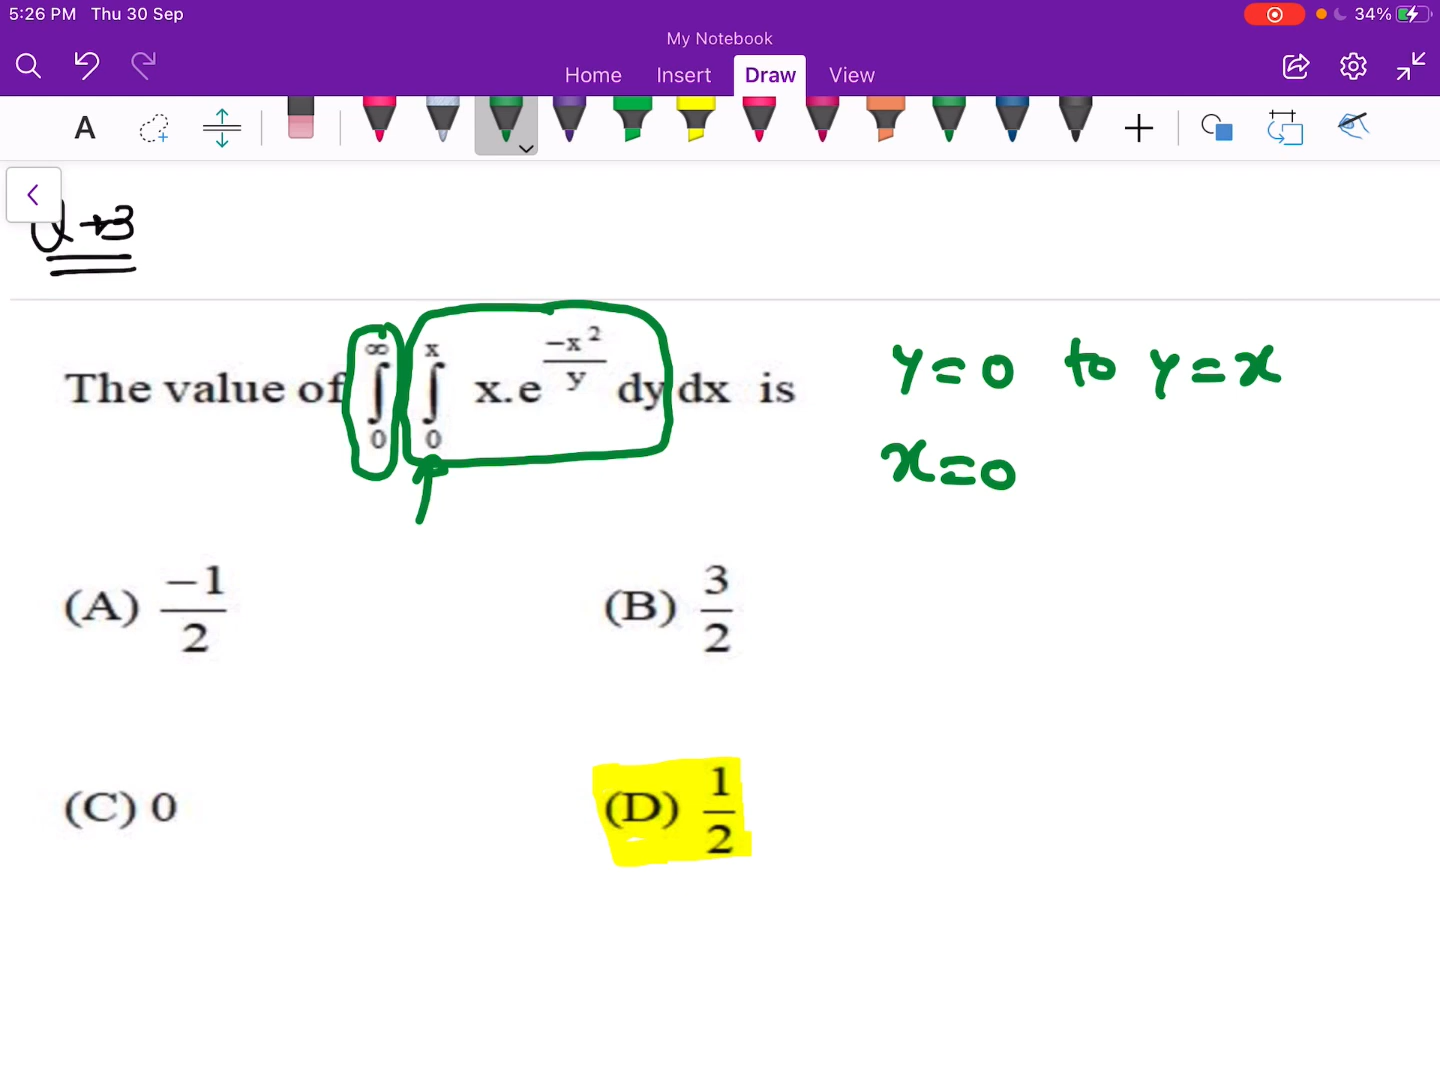 5:26 PM Thu 30 Sep
34%
My Notebook
Home Insert Draw View
A
Q→3
The value of ∫₀^∞ ∫₀^x x.e^(-x²/y) dy dx is
y=0 to y=x
x=0
(A) -1/2
(B) 3/2
(C) 0
(D) 1/2